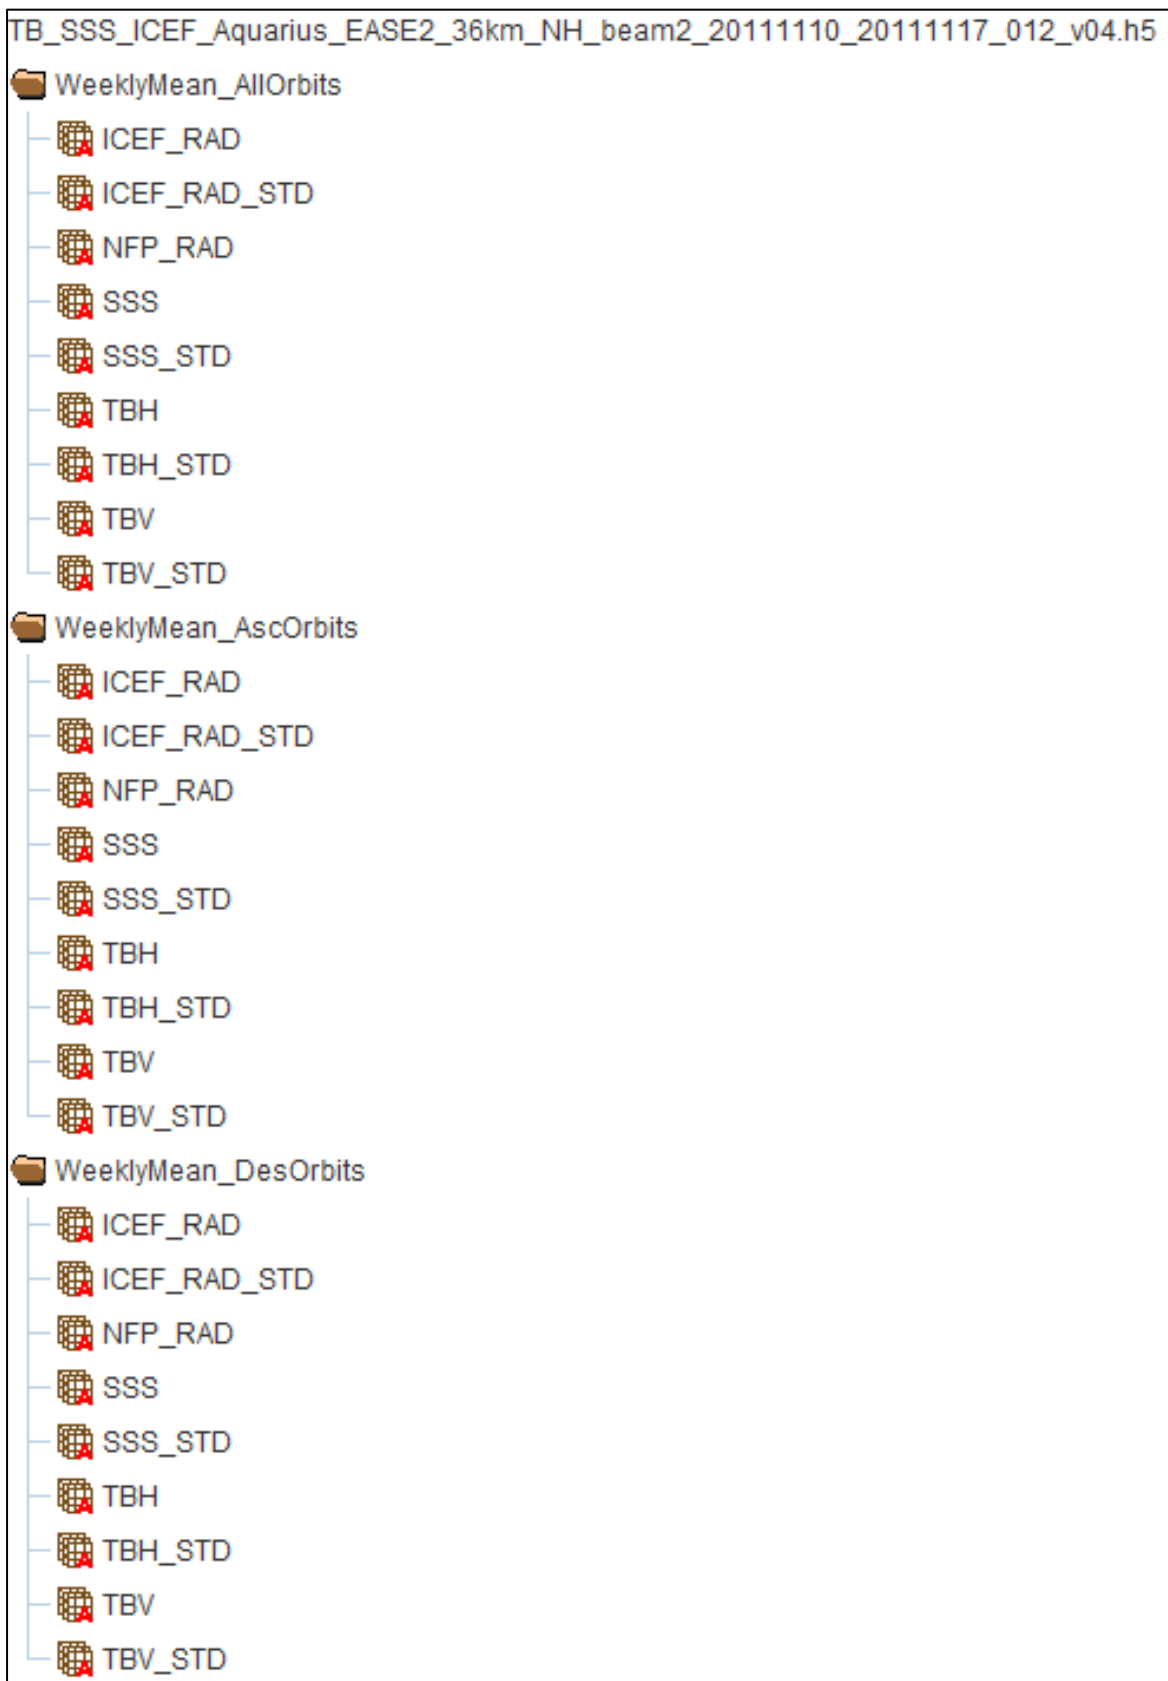 TB_SSS_ICEF_Aquarius_EASE2_36km_NH_beam2_20111110_20111117_012_v04.h5
WeeklyMean_AllOrbits
ICEF_RAD
ICEF_RAD_STD
NFP_RAD
SSS
SSS_STD
TBH
TBH_STD
TBV
TBV_STD
WeeklyMean_AscOrbits
ICEF_RAD
ICEF_RAD_STD
NFP_RAD
SSS
SSS_STD
TBH
TBH_STD
TBV
TBV_STD
WeeklyMean_DesOrbits
ICEF_RAD
ICEF_RAD_STD
NFP_RAD
SSS
SSS_STD
TBH
TBH_STD
TBV
TBV_STD